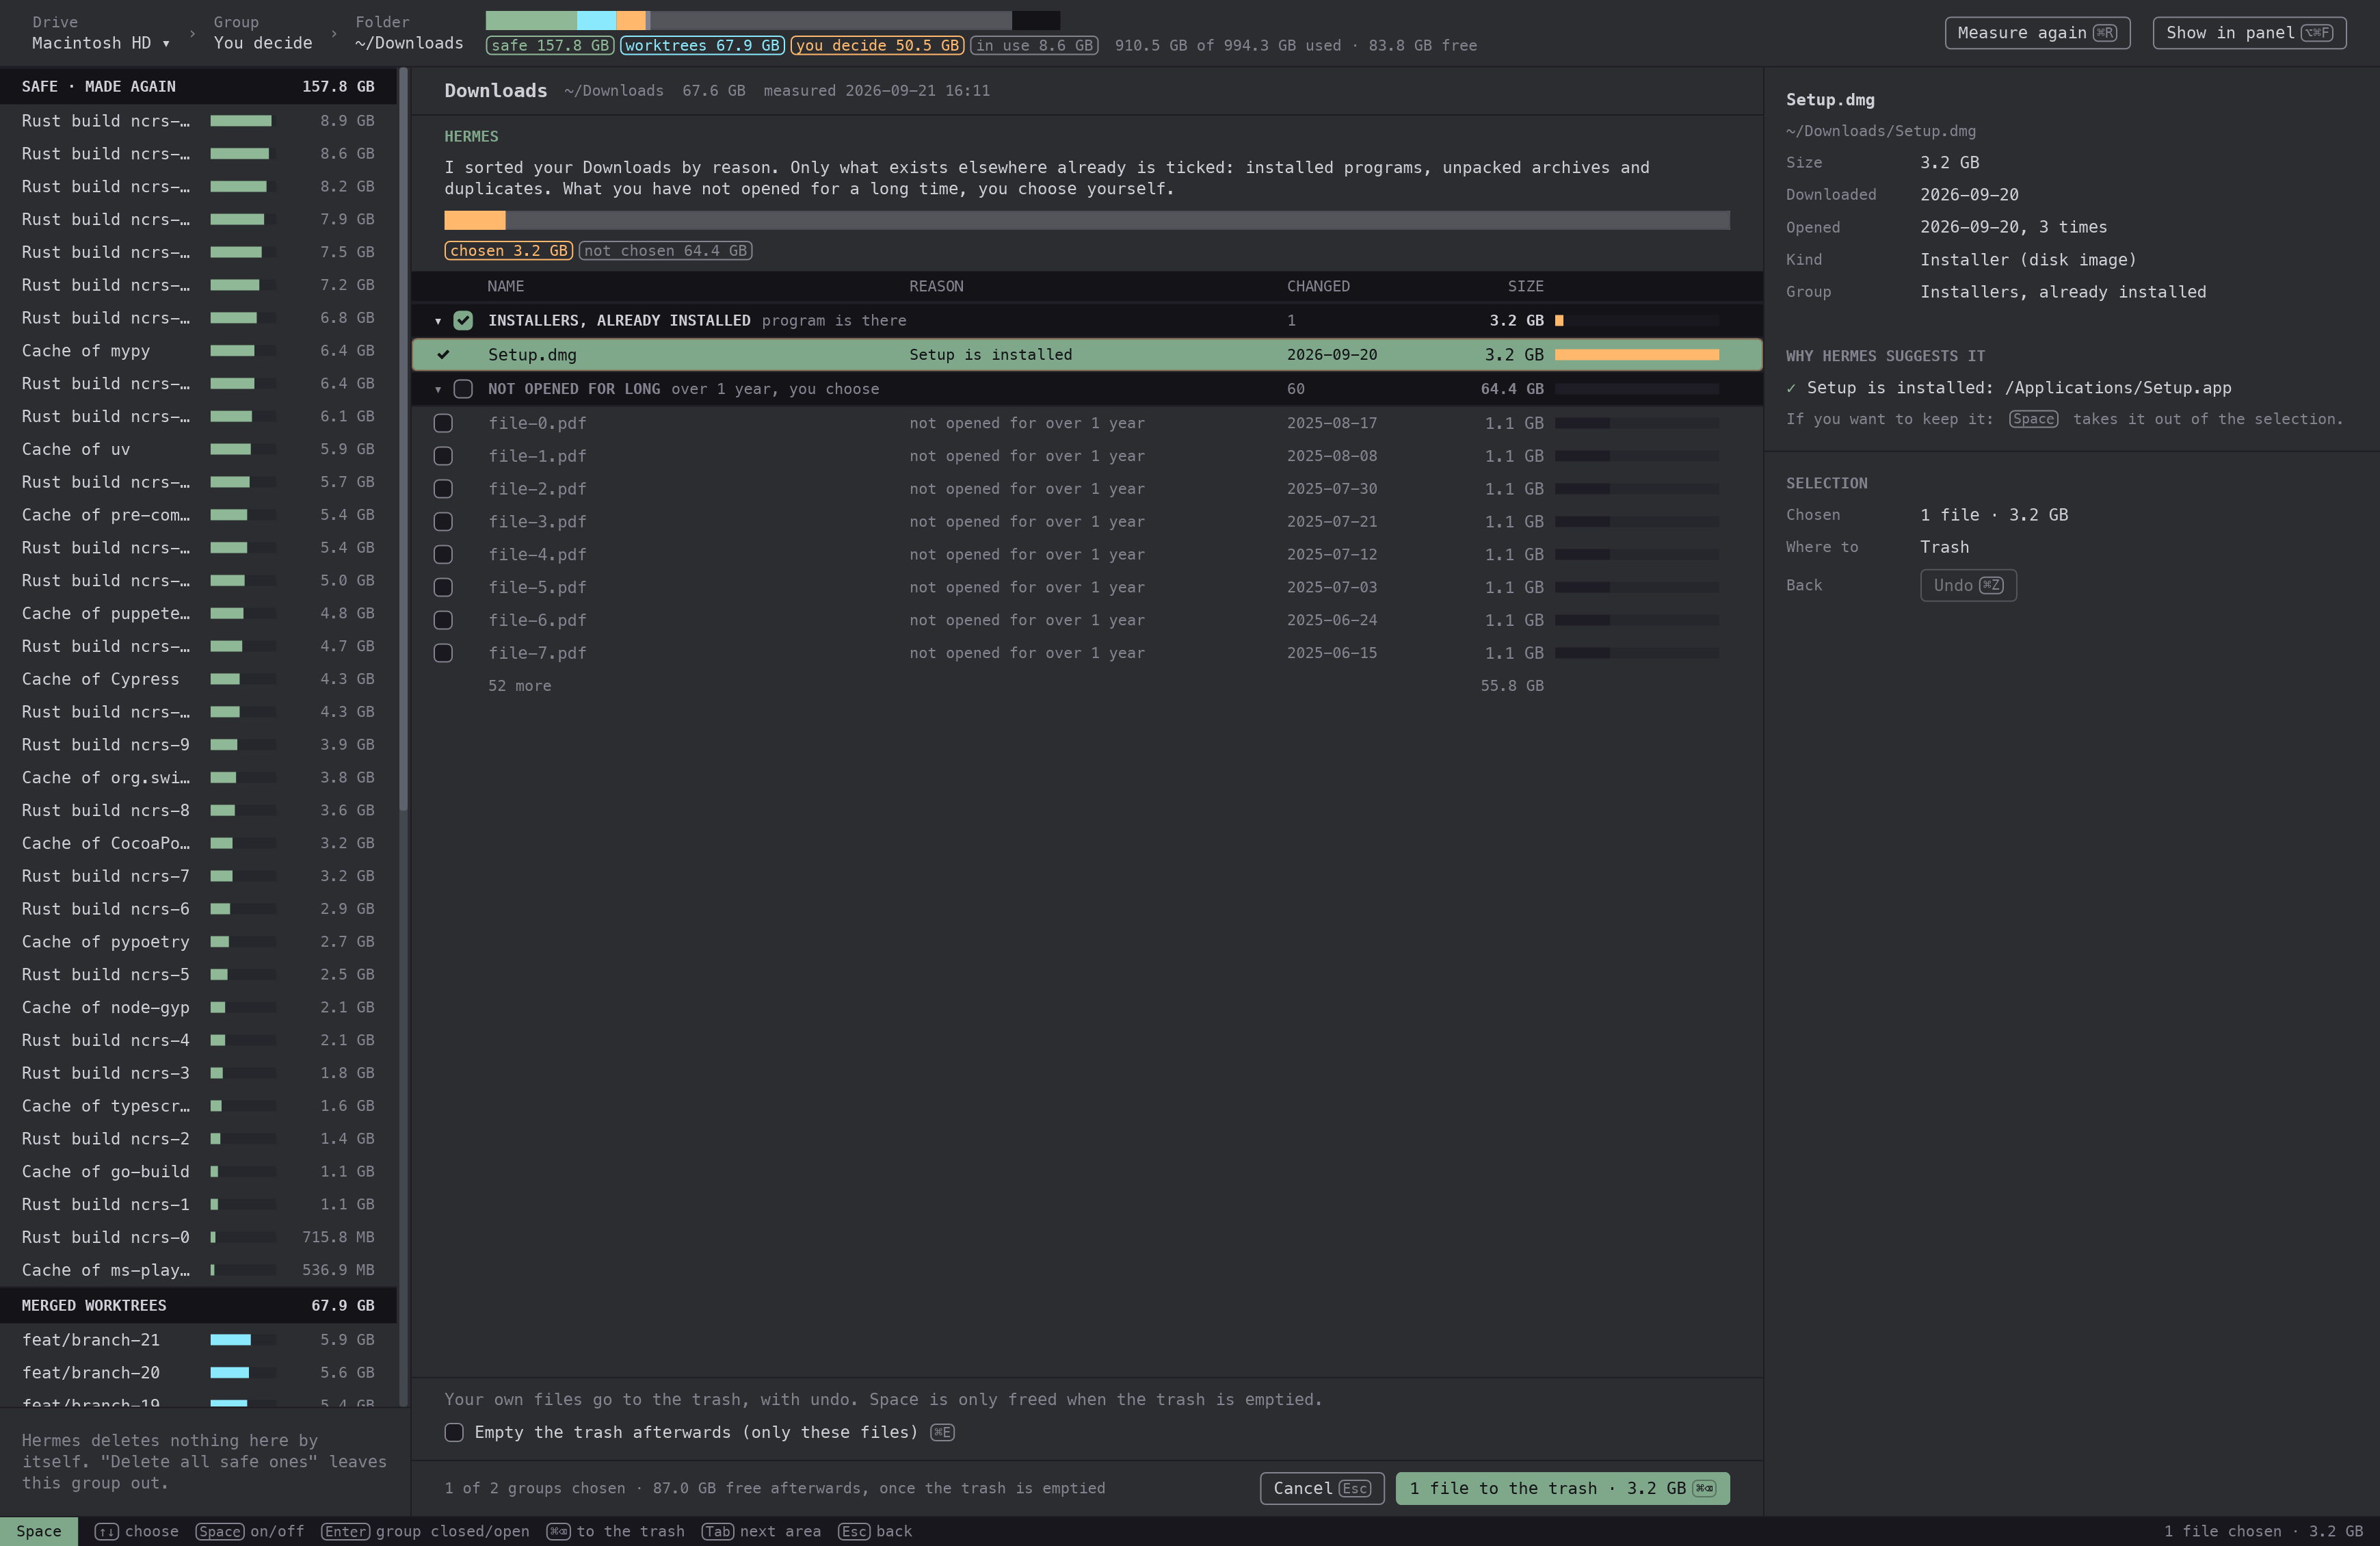 Drive
Macintosh HD ▾
›
Group
You decide
›
Folder
~/Downloads
safe 157.8 GB worktrees 67.9 GB you decide 50.5 GB in use 8.6 GB 910.5 GB of 994.3 GB used · 83.8 GB free
Measure again ⌘R
Show in panel ⌥⌘F
SAFE · MADE AGAIN 157.8 GB
Rust build ncrs-… 8.9 GB
Rust build ncrs-… 8.6 GB
Rust build ncrs-… 8.2 GB
Rust build ncrs-… 7.9 GB
Rust build ncrs-… 7.5 GB
Rust build ncrs-… 7.2 GB
Rust build ncrs-… 6.8 GB
Cache of mypy 6.4 GB
Rust build ncrs-… 6.4 GB
Rust build ncrs-… 6.1 GB
Cache of uv 5.9 GB
Rust build ncrs-… 5.7 GB
Cache of pre-com… 5.4 GB
Rust build ncrs-… 5.4 GB
Rust build ncrs-… 5.0 GB
Cache of puppete… 4.8 GB
Rust build ncrs-… 4.7 GB
Cache of Cypress 4.3 GB
Rust build ncrs-… 4.3 GB
Rust build ncrs-9 3.9 GB
Cache of org.swi… 3.8 GB
Rust build ncrs-8 3.6 GB
Cache of CocoaPo… 3.2 GB
Rust build ncrs-7 3.2 GB
Rust build ncrs-6 2.9 GB
Cache of pypoetry 2.7 GB
Rust build ncrs-5 2.5 GB
Cache of node-gyp 2.1 GB
Rust build ncrs-4 2.1 GB
Rust build ncrs-3 1.8 GB
Cache of typescr… 1.6 GB
Rust build ncrs-2 1.4 GB
Cache of go-build 1.1 GB
Rust build ncrs-1 1.1 GB
Rust build ncrs-0 715.8 MB
Cache of ms-play… 536.9 MB
MERGED WORKTREES 67.9 GB
feat/branch-21 5.9 GB
feat/branch-20 5.6 GB
feat/branch-19 5.4 GB
Hermes deletes nothing here by
itself. "Delete all safe ones" leaves
this group out.
Downloads ~/Downloads 67.6 GB measured 2026-09-21 16:11
HERMES
I sorted your Downloads by reason. Only what exists elsewhere already is ticked: installed programs, unpacked archives and
duplicates. What you have not opened for a long time, you choose yourself.
chosen 3.2 GB not chosen 64.4 GB
NAME REASON CHANGED SIZE
▾ INSTALLERS, ALREADY INSTALLED program is there 1 3.2 GB
Setup.dmg Setup is installed 2026-09-20 3.2 GB
▾ NOT OPENED FOR LONG over 1 year, you choose 60 64.4 GB
file-0.pdf not opened for over 1 year 2025-08-17 1.1 GB
file-1.pdf not opened for over 1 year 2025-08-08 1.1 GB
file-2.pdf not opened for over 1 year 2025-07-30 1.1 GB
file-3.pdf not opened for over 1 year 2025-07-21 1.1 GB
file-4.pdf not opened for over 1 year 2025-07-12 1.1 GB
file-5.pdf not opened for over 1 year 2025-07-03 1.1 GB
file-6.pdf not opened for over 1 year 2025-06-24 1.1 GB
file-7.pdf not opened for over 1 year 2025-06-15 1.1 GB
52 more 55.8 GB
Your own files go to the trash, with undo. Space is only freed when the trash is emptied.
Empty the trash afterwards (only these files) ⌘E
1 of 2 groups chosen · 87.0 GB free afterwards, once the trash is emptied
Cancel Esc
1 file to the trash · 3.2 GB ⌘⌫
Setup.dmg
~/Downloads/Setup.dmg
Size 3.2 GB
Downloaded 2026-09-20
Opened 2026-09-20, 3 times
Kind Installer (disk image)
Group Installers, already installed
WHY HERMES SUGGESTS IT
✓ Setup is installed: /Applications/Setup.app
If you want to keep it: Space takes it out of the selection.
SELECTION
Chosen 1 file · 3.2 GB
Where to Trash
Back Undo ⌘Z
Space ↑↓ choose Space on/off Enter group closed/open ⌘⌫ to the trash Tab next area Esc back
1 file chosen · 3.2 GB